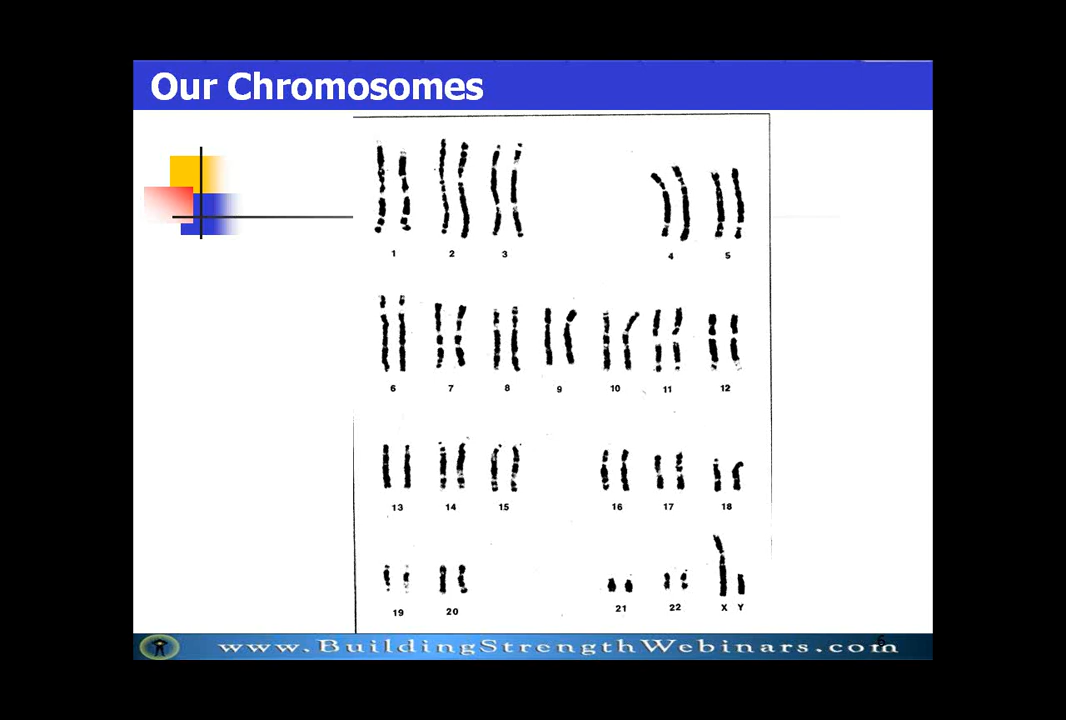 Our Chromosomes
1 2 3 4 5
6 7 8 9 10 11 12
13 14 15 16 17 18
19 20 21 22 X Y
6
www.BuildingStrengthWebinars.com